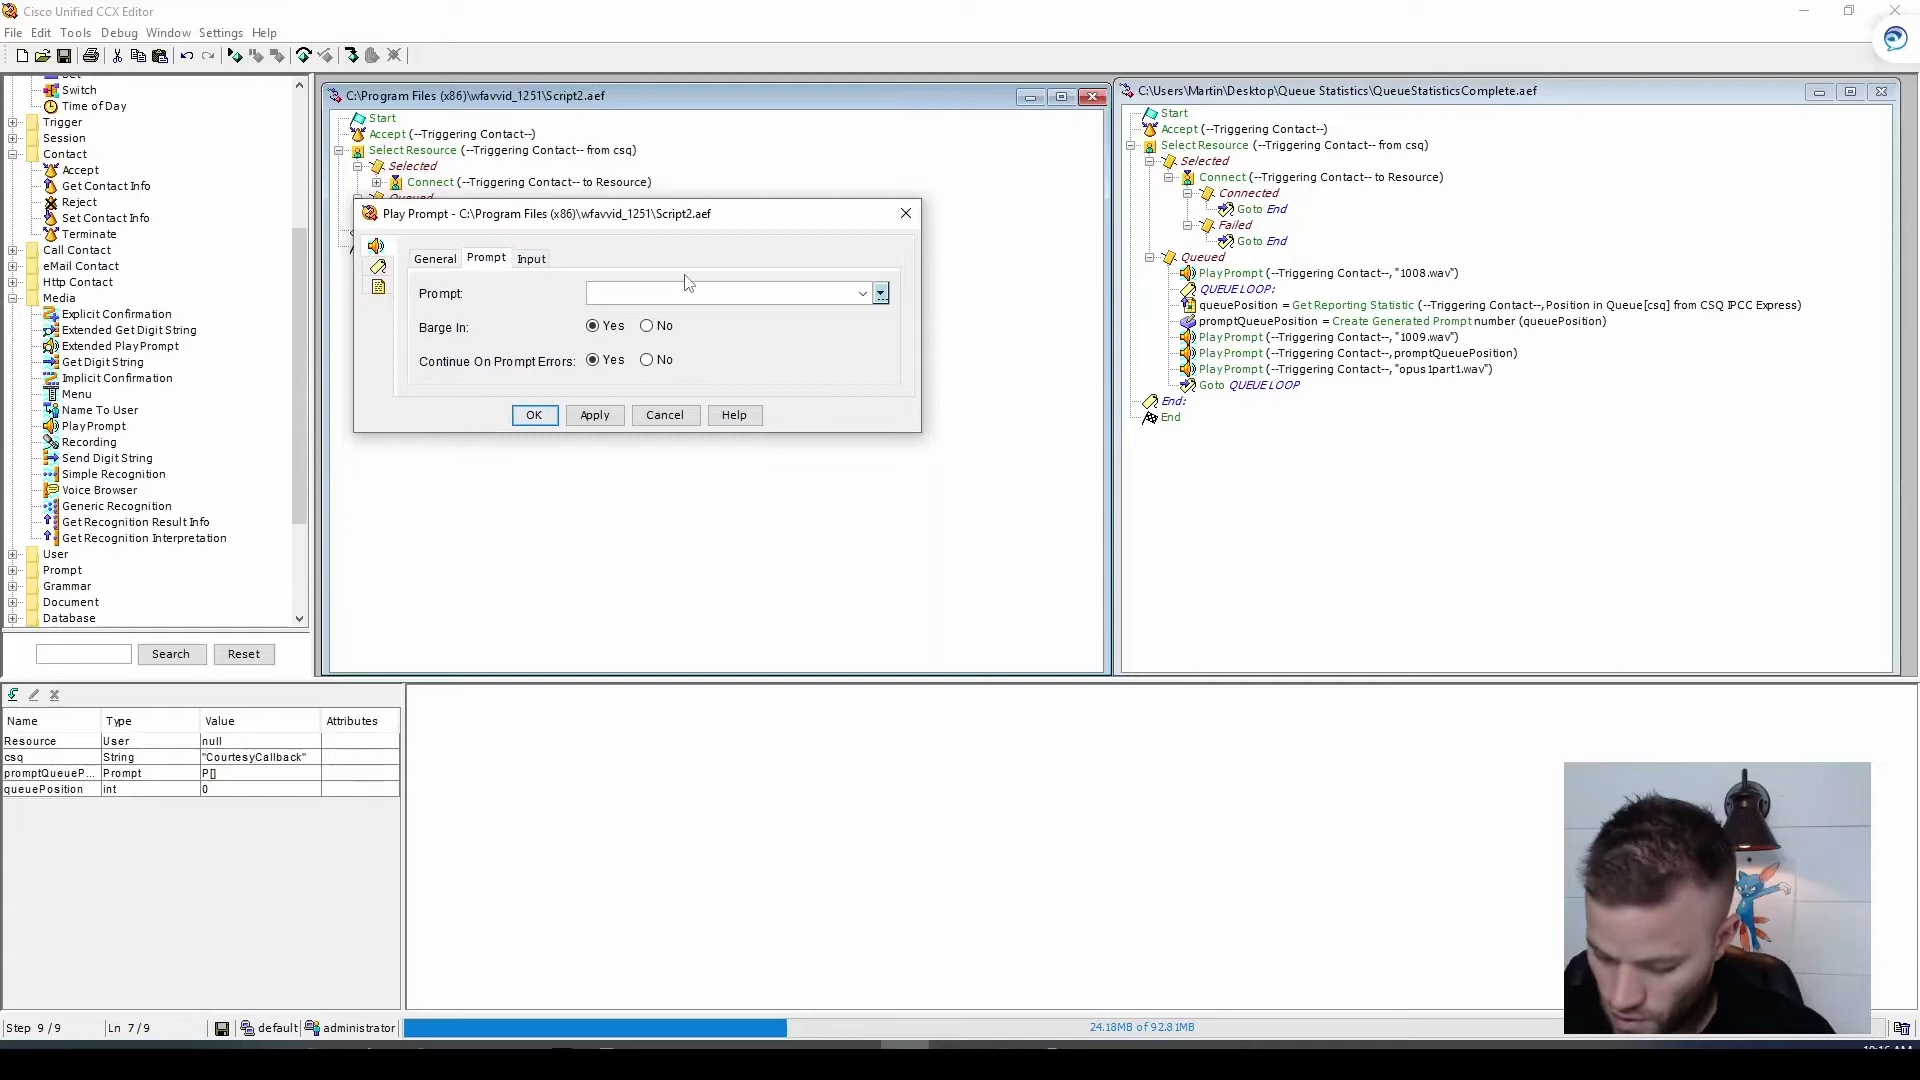 Cisco Unified CCX Editor
File Edit Tools Debug Window Settings Help
Switch
Time of Day
Trigger
Session
Contact
Accept
Get Contact Info
Reject
Set Contact Info
Terminate
Call Contact
eMail Contact
Http Contact
Media
Explicit Confirmation
Extended Get Digit String
Extended Play Prompt
Get Digit String
Implicit Confirmation
Menu
Name To User
Play Prompt
Recording
Send Digit String
Simple Recognition
Voice Browser
Generic Recognition
Get Recognition Result Info
Get Recognition Interpretation
User
Prompt
Grammar
Document
Database
Search Reset
C:\Program Files (x86)\wfavvid_1251\Script2.aef
Start
Accept (--Triggering Contact--)
Select Resource (--Triggering Contact-- from csq)
Selected
Connect (--Triggering Contact-- to Resource)
Play Prompt - C:\Program Files (x86)\wfavvid_1251\Script2.aef
General Prompt Input
Prompt:
Barge In: Yes No
Continue On Prompt Errors: Yes No
OK Apply Cancel Help
C:\Users\Martin\Desktop\Queue Statistics\QueueStatisticsComplete.aef
Start
Accept (--Triggering Contact--)
Select Resource (--Triggering Contact-- from csq)
Selected
Connect (--Triggering Contact-- to Resource)
Connected
Goto End
Failed
Goto End
Queued
Play Prompt (--Triggering Contact--, "1008.wav")
QUEUE LOOP:
queuePosition = Get Reporting Statistic (--Triggering Contact--, Position in Queue[csq] from CSQ IPCC Express)
promptQueuePosition = Create Generated Prompt number (queuePosition)
Play Prompt (--Triggering Contact--, "1009.wav")
Play Prompt (--Triggering Contact--, promptQueuePosition)
Play Prompt (--Triggering Contact--, "opus1part1.wav")
Goto QUEUE LOOP
End:
End
Name Type Value Attributes
Resource User null
csq String "CourtesyCallback"
promptQueueP... Prompt P[]
queuePosition int 0
Step 9 / 9 Ln 7 / 9 default administrator 24.18MB of 92.81MB